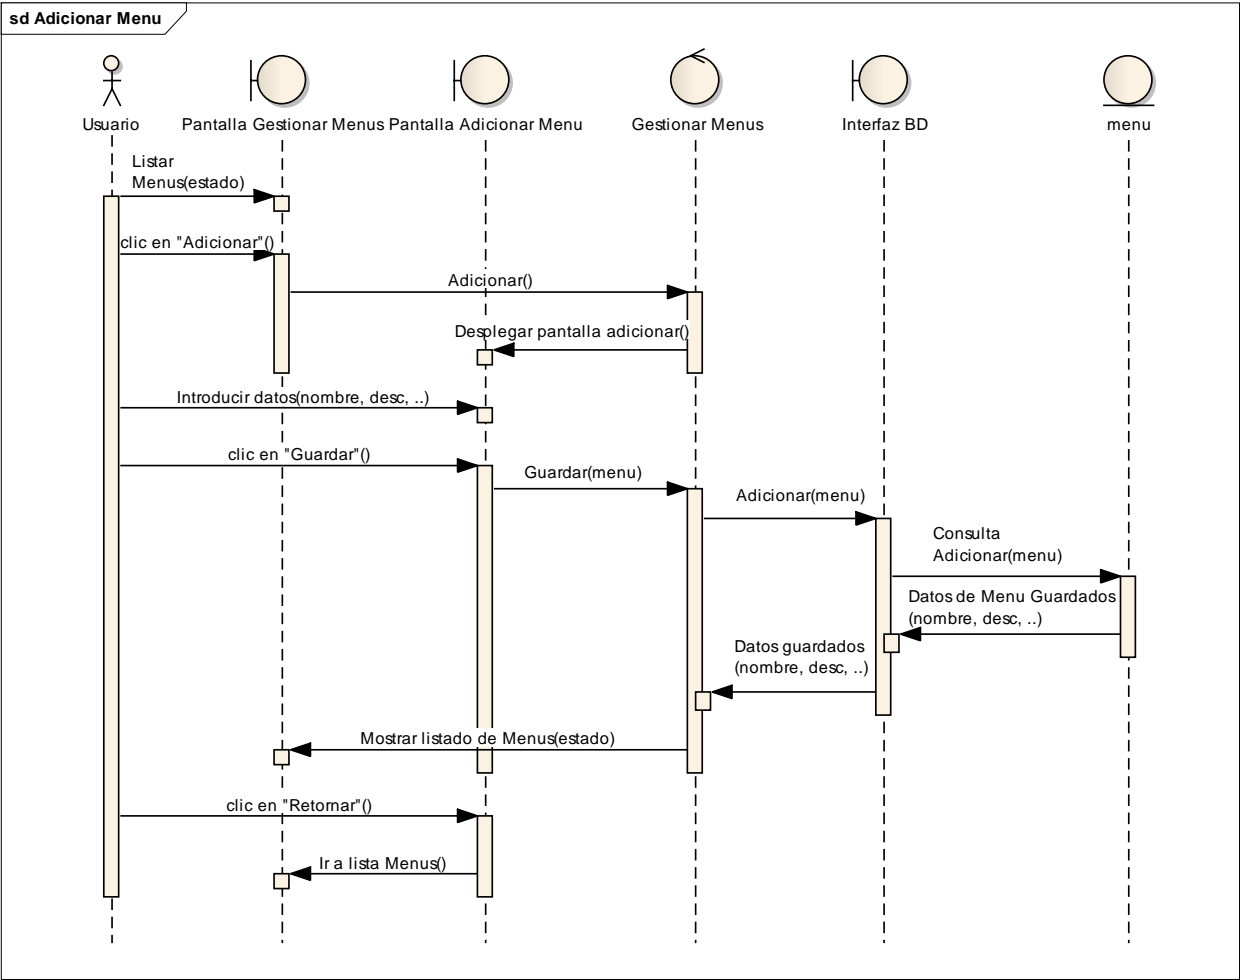 sd Adicionar Menu
Usuario
Pantalla Gestionar Menus
Pantalla Adicionar Menu
Gestionar Menus
Interfaz BD
menu
Listar
Menus(estado)
clic en "Adicionar"()
Adicionar()
Desplegar pantalla adicionar()
Introducir datos(nombre, desc, ..)
clic en "Guardar"()
Guardar(menu)
Adicionar(menu)
Consulta
Adicionar(menu)
Datos de Menu Guardados
(nombre, desc, ..)
Datos guardados
(nombre, desc, ..)
Mostrar listado de Menus(estado)
clic en "Retornar"()
Ir a lista Menus()